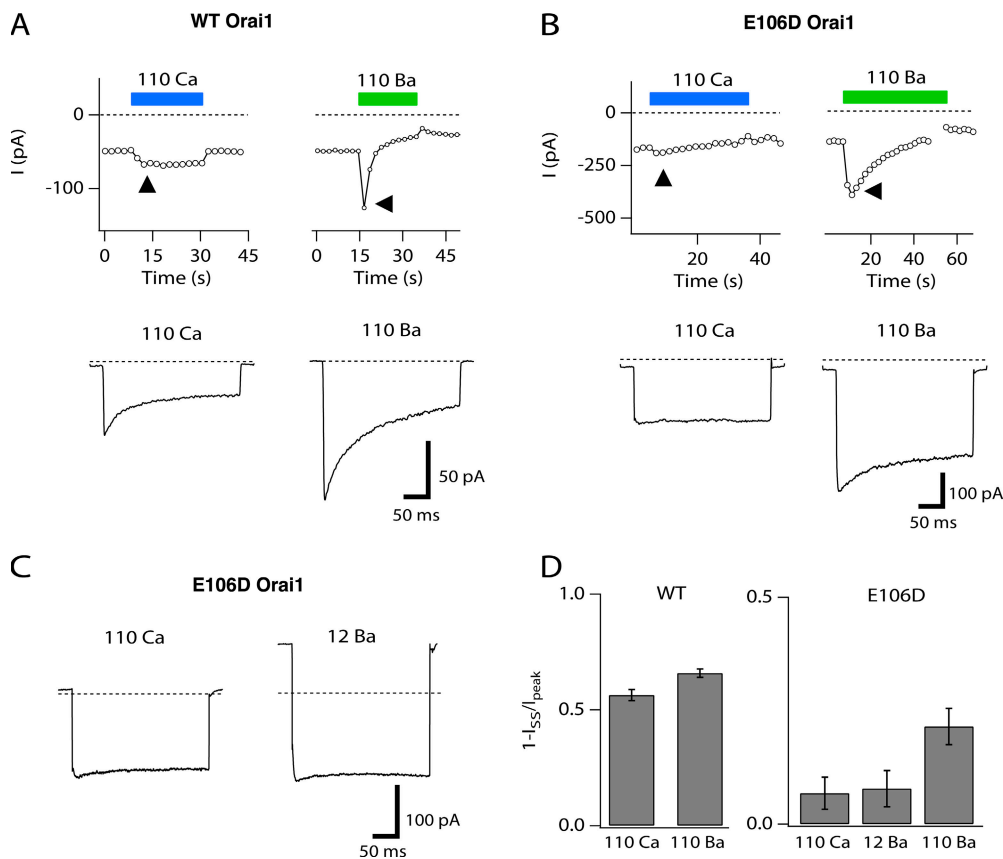 A
WT Orai1
110 Ca
110 Ba
0
-100
I (pA)
0 15 30 45
0 15 30 45
Time (s)
Time (s)
110 Ca
110 Ba
50 pA
50 ms
B
E106D Orai1
110 Ca
110 Ba
0
-250
-500
I (pA)
20 40
20 40 60
Time (s)
Time (s)
110 Ca
110 Ba
100 pA
50 ms
C
E106D Orai1
110 Ca
12 Ba
100 pA
50 ms
D
WT
E106D
1.0
0.5
0.0
1-ISS/Ipeak
110 Ca 110 Ba
0.5
0.0
110 Ca 12 Ba 110 Ba